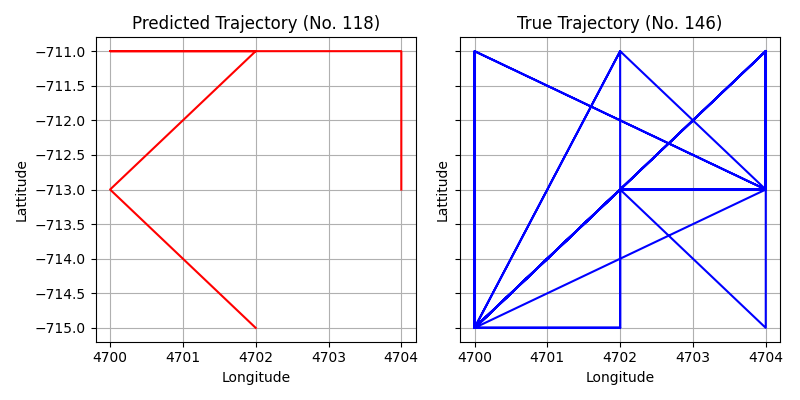 Predicted Trajectory (No. 118)
True Trajectory (No. 146)
−711.0
−711.5
−712.0
−712.5
−713.0
−713.5
−714.0
−714.5
−715.0
Lattitude
Lattitude
4700 4701 4702 4703 4704
4700 4701 4702 4703 4704
Longitude
Longitude